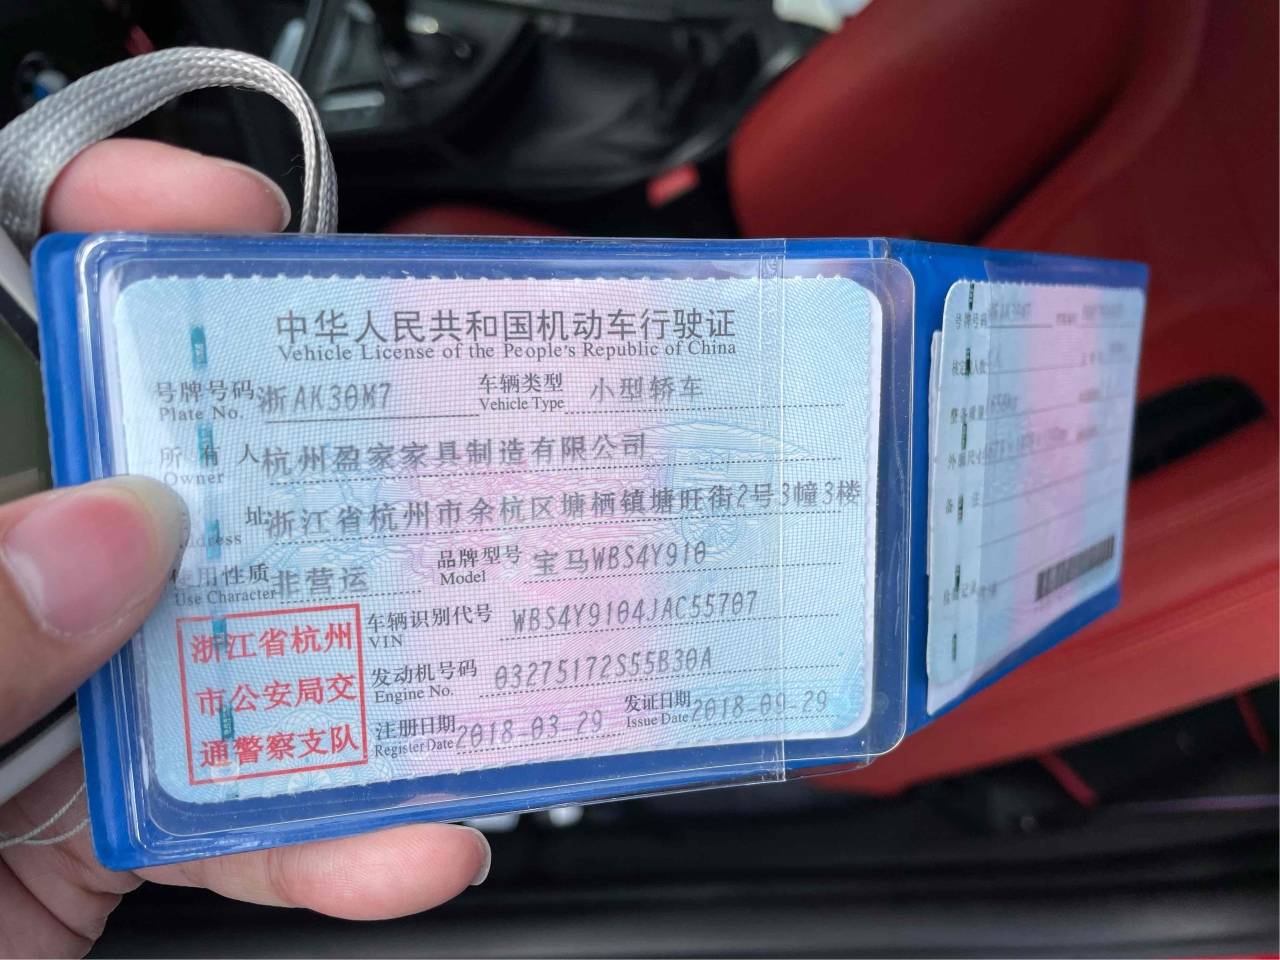 中华人民共和国机动车行驶证
Vehicle License of the People's Republic of China
号牌号码 浙AK30M7 车辆类型 小型轿车
Plate No. Vehicle Type
所有人 杭州盈家家具制造有限公司
Owner
址 浙江省杭州市余杭区塘栖镇塘旺街2号3幢3楼
使用性质 非营运 品牌型号 宝马WBS4Y910
Use Character Model
车辆识别代号 WBS4Y9104JAC55707
VIN
发动机号码 03275172S55B30A
Engine No.
注册日期 2018-03-29 发证日期 2018-09-29
Register Date Issue Date
浙江省杭州
市公安局交
通警察支队
号牌号码
备注